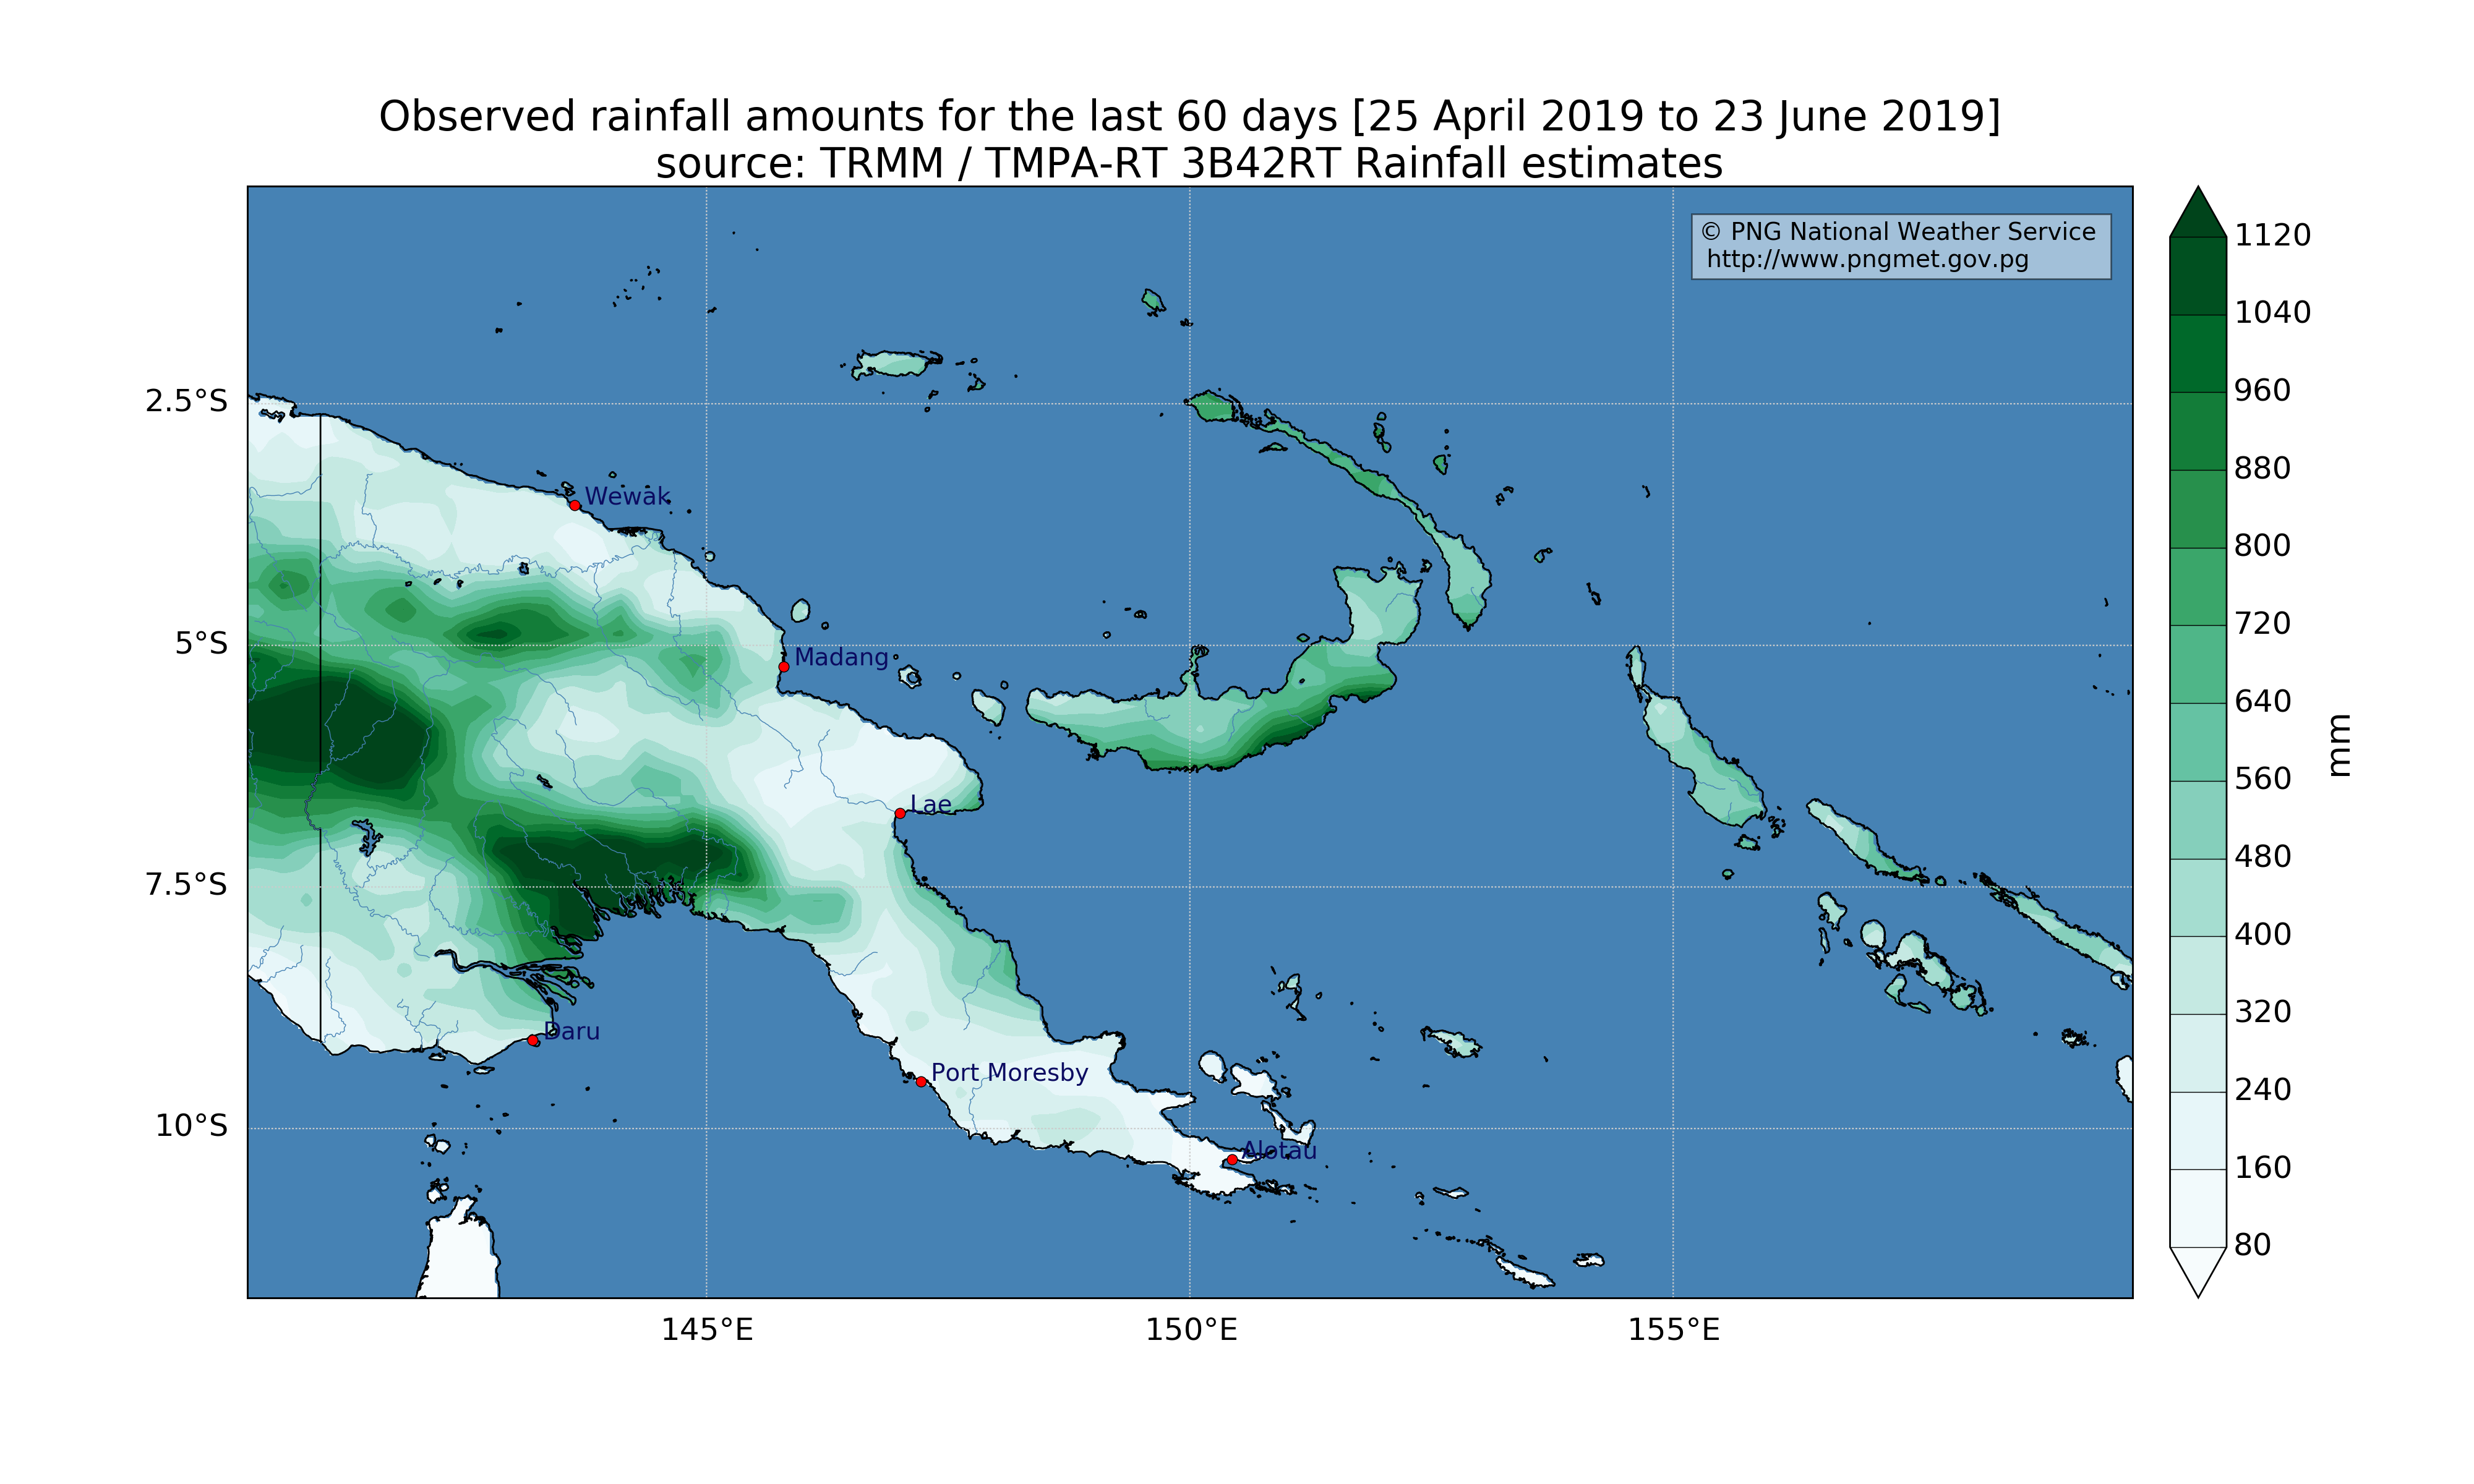 Observed rainfall amounts for the last 60 days [25 April 2019 to 23 June 2019]
source: TRMM / TMPA-RT 3B42RT Rainfall estimates
© PNG National Weather Service
http://www.pngmet.gov.pg
1120
1040
960
880
800
720
640
560
480
400
320
240
160
80
mm
2.5°S
5°S
7.5°S
10°S
Wewak
Madang
Lae
Daru
Port Moresby
Alotau
145°E
150°E
155°E